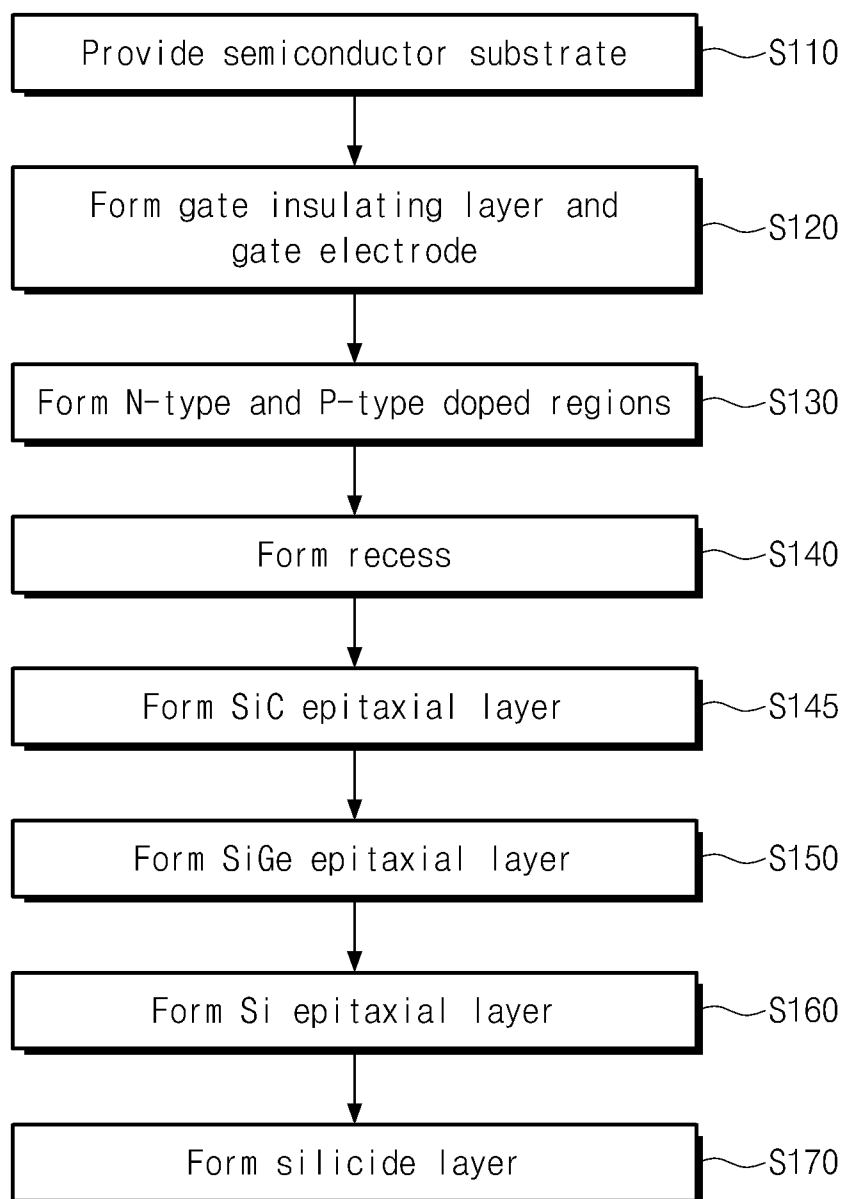 Provide semiconductor substrate
S110
Form gate insulating layer and
gate electrode
S120
Form N-type and P-type doped regions
S130
Form recess
S140
Form SiC epitaxial layer
S145
Form SiGe epitaxial layer
S150
Form Si epitaxial layer
S160
Form silicide layer
S170